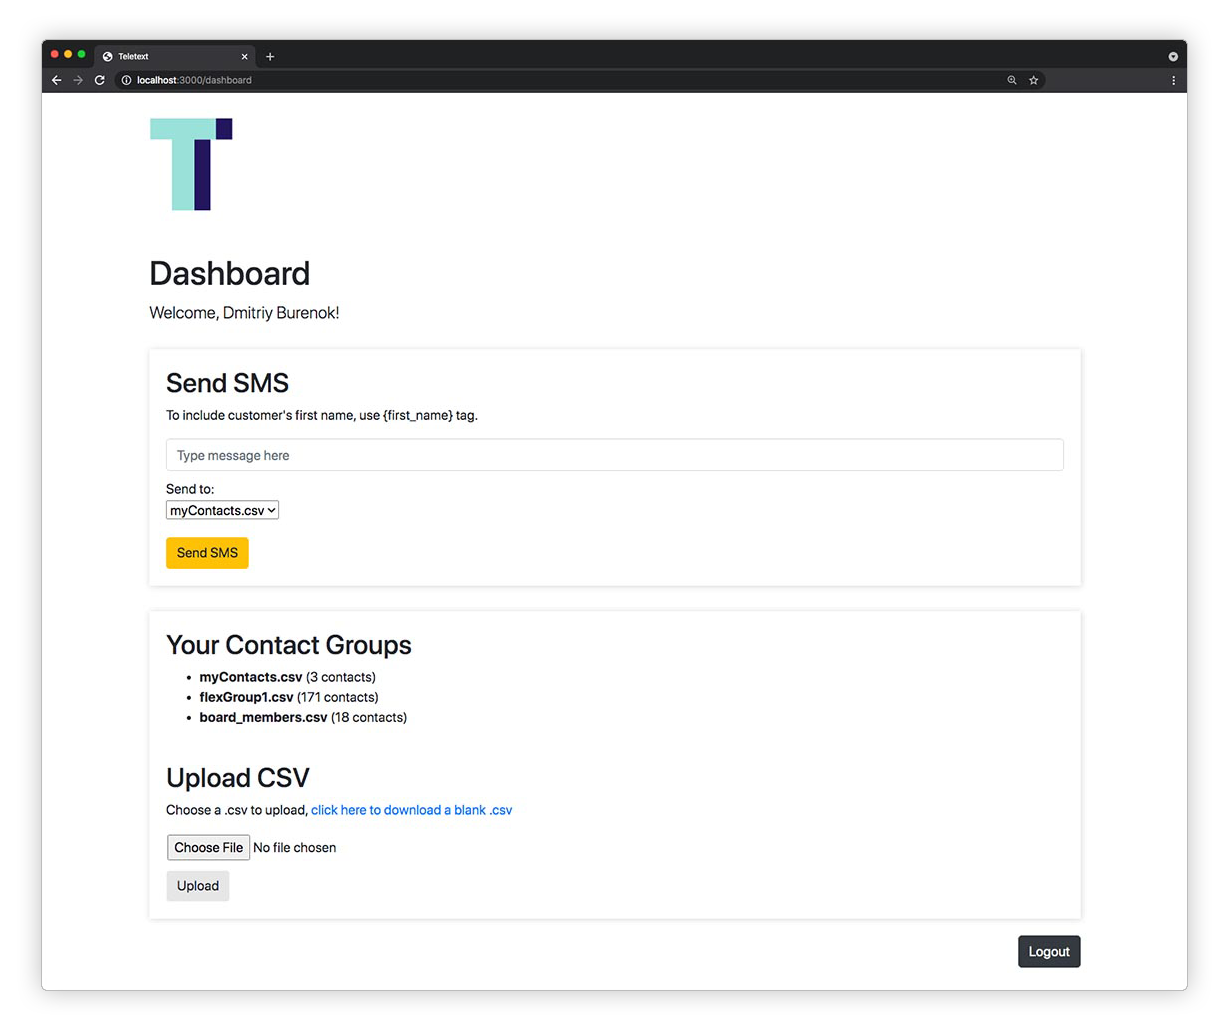 Teletext
localhost:3000/dashboard
Dashboard
Welcome, Dmitriy Burenok!
Send SMS
To include customer's first name, use {first_name} tag.
Type message here
Send to:
myContacts.csv
Send SMS
Your Contact Groups
• myContacts.csv (3 contacts)
• flexGroup1.csv (171 contacts)
• board_members.csv (18 contacts)
Upload CSV
Choose a .csv to upload, click here to download a blank .csv
Choose File No file chosen
Upload
Logout